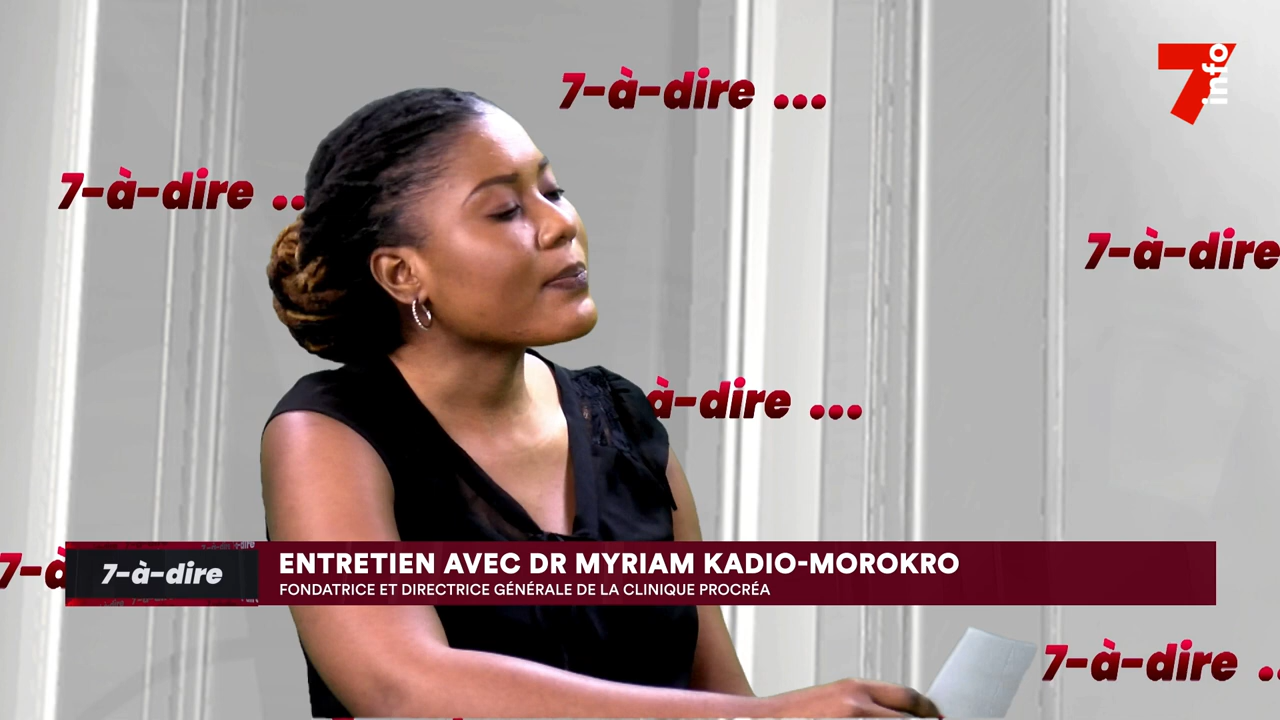 7-à-dire ...
7 info
7-à-dire ..
7-à-dire
à-dire ...
7-à
7-à-dire
ENTRETIEN AVEC DR MYRIAM KADIO-MOROKRO
FONDATRICE ET DIRECTRICE GÉNÉRALE DE LA CLINIQUE PROCRÉA
7-à-dire ..